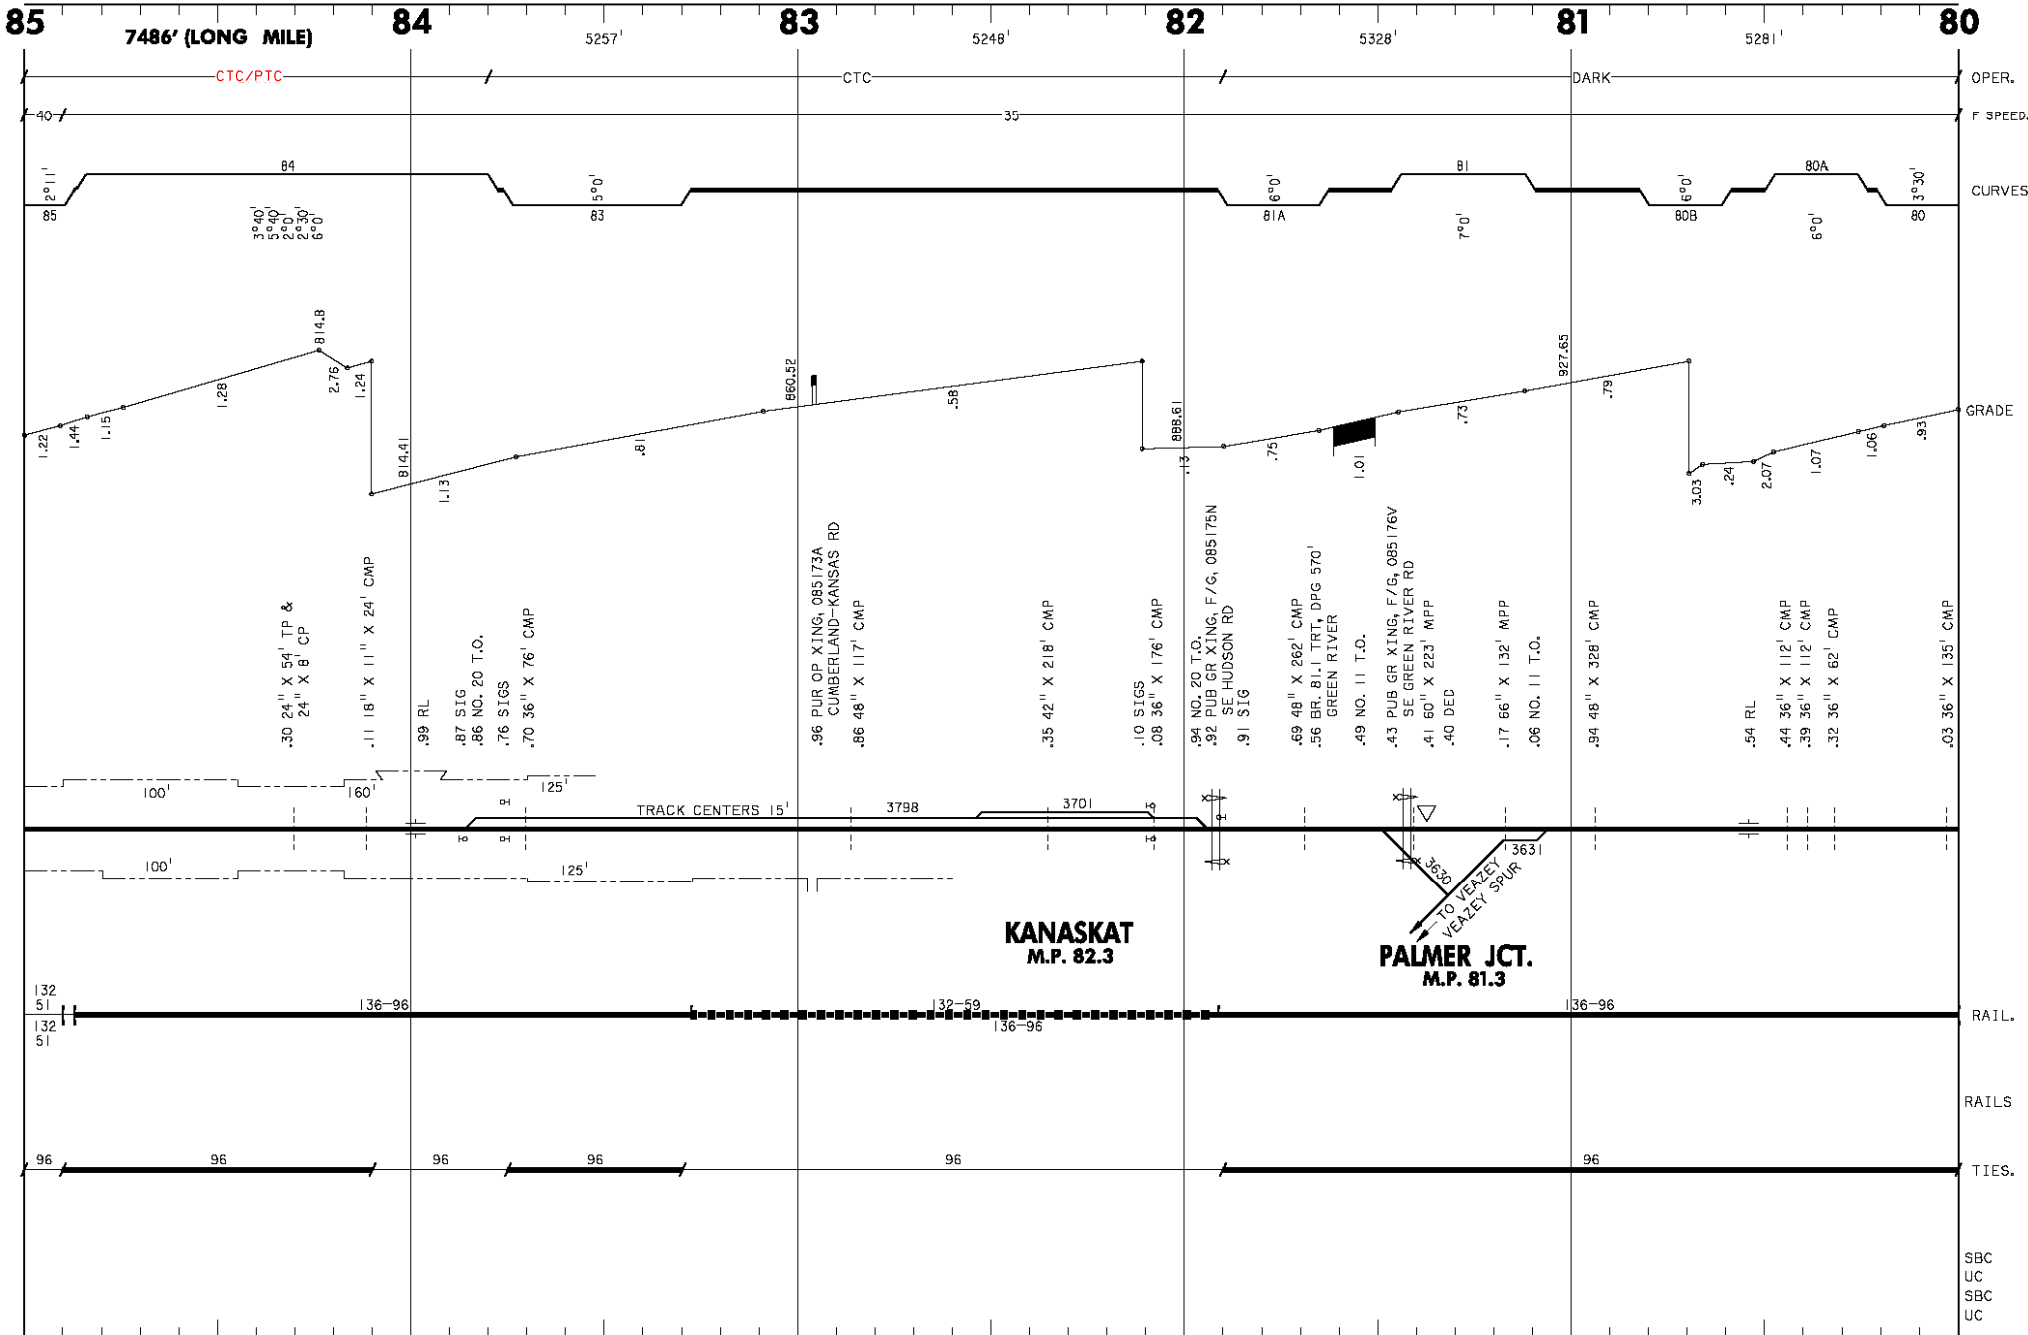 85
84
83
82
81
80
7486' (LONG MILE)
5257'
5248'
5328'
5281'
CTC/PTC
CTC
DARK
OPER.
40
35
F SPEED.
2°11'
85
84
3°40'
5°40'
2°0'
2°30'
6°0'
5°0'
83
6°0'
81A
81
7°0'
6°0'
80B
80A
6°0'
3°30'
80
CURVES
1.22
1.44
1.15
1.28
814.8
2.76
1.24
814.41
1.13
.81
860.52
.58
888.61
.13
.75
1.01
.73
927.65
.79
3.03
.24
2.07
1.07
1.06
.93
GRADE
.30 24" X 54' TP &
24" X 8' CP
.11 18" X 11" X 24' CMP
.99 RL
.87 SIG
.86 NO. 20 T.O.
.76 SIGS
.70 36" X 76' CMP
.96 PUR OP XING, 085173A
CUMBERLAND-KANSAS RD
.86 48" X 117' CMP
.35 42" X 218' CMP
.10 SIGS
.08 36" X 176' CMP
.94 NO. 20 T.O.
.92 PUB GR XING, F/G, 085175N
SE HUDSON RD
.91 SIG
.69 48" X 262' CMP
.56 BR. 81.1 TRT, DPG 570'
GREEN RIVER
.49 NO. 11 T.O.
.43 PUB GR XING, F/G, 085176V
SE GREEN RIVER RD
.41 60" X 223' MPP
.40 DED
.17 66" X 132' MPP
.06 NO. 11 T.O.
.94 48" X 328' CMP
.54 RL
.44 36" X 112' CMP
.39 36" X 112' CMP
.32 36" X 62' CMP
.03 36" X 135' CMP
100'
160'
125'
TRACK CENTERS 15'
3798
3701
100'
125'
3630
3631
TO VEAZEY
VEAZEY SPUR
KANASKAT
M.P. 82.3
PALMER JCT.
M.P. 81.3
132
51
132
51
136-96
132-59
136-96
136-96
RAIL.
RAILS
96
96
96
96
96
96
TIES.
SBC
UC
SBC
UC